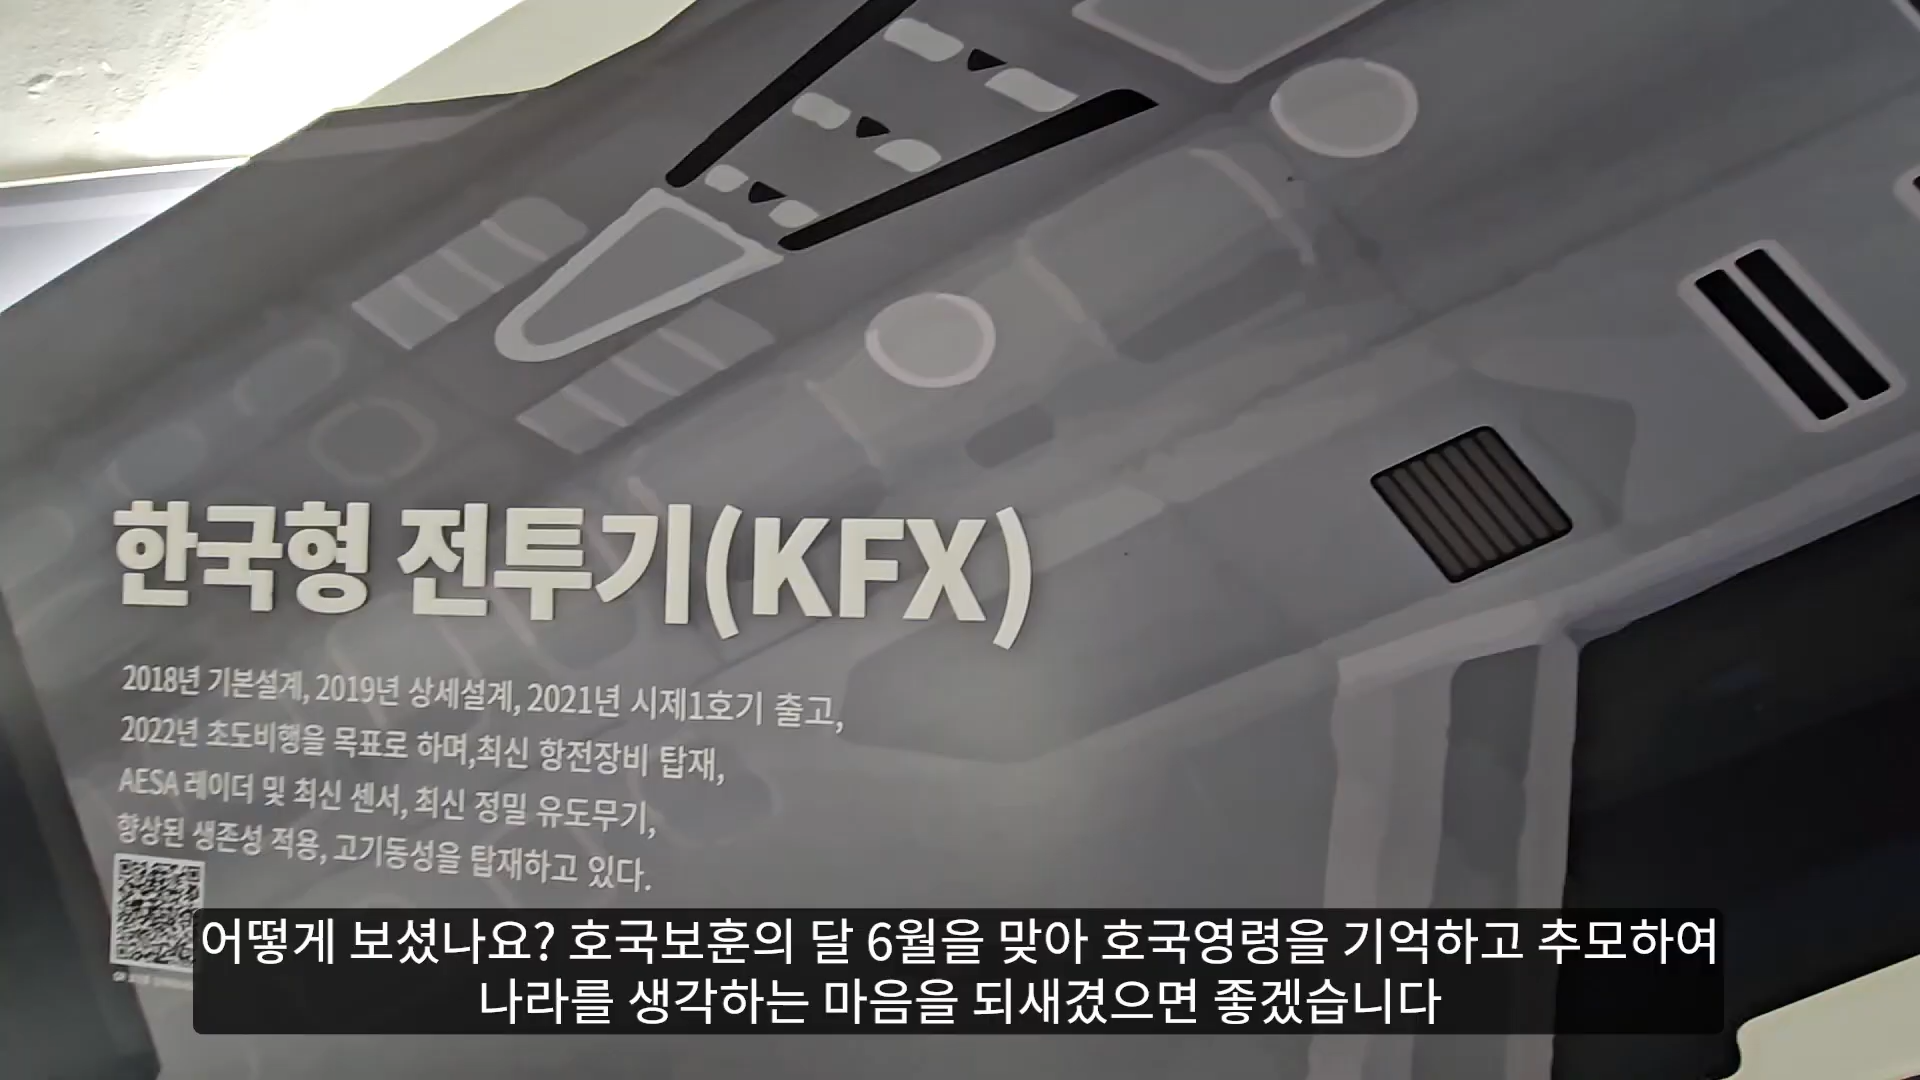 한국형 전투기(KFX)
2018년 기본설계, 2019년 상세설계, 2021년 시제1호기 출고,
2022년 초도비행을 목표로 하며,최신 항전장비 탑재,
AESA 레이더 및 최신 센서, 최신 정밀 유도무기,
향상된 생존성 적용, 고기동성을 탑재하고 있다.
어떻게 보셨나요? 호국보훈의 달 6월을 맞아 호국영령을 기억하고 추모하여
나라를 생각하는 마음을 되새겼으면 좋겠습니다